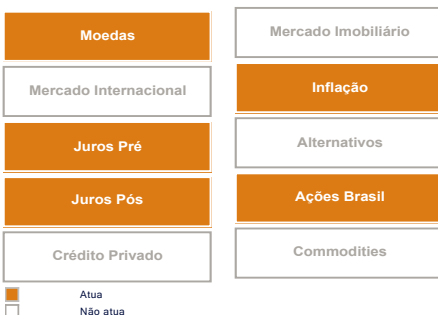 Moedas
Mercado Imobiliário
Mercado Internacional
Inflação
Juros Pré
Alternativos
Juros Pós
Ações Brasil
Crédito Privado
Commodities
Atua
Não atua